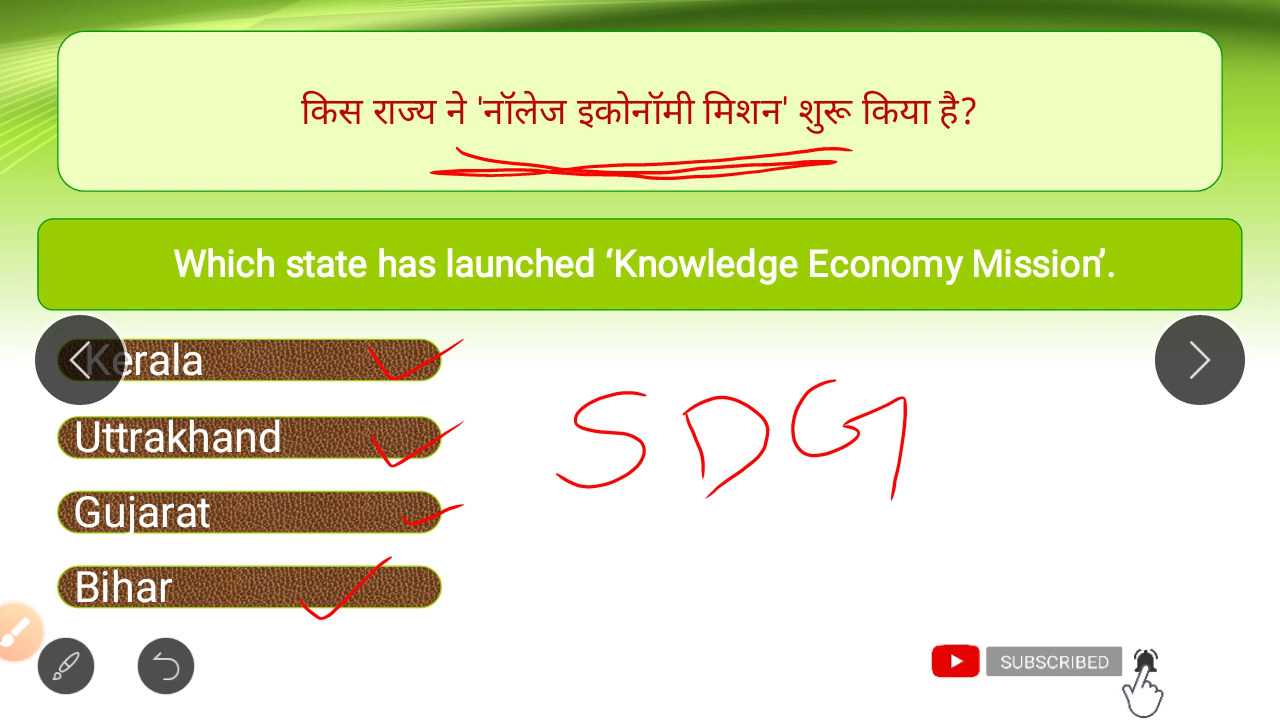 किस राज्य ने 'नॉलेज इकोनॉमी मिशन' शुरू किया है?
Which state has launched ‘Knowledge Economy Mission’.
Kerala
Uttrakhand
SDG
Gujarat
Bihar
SUBSCRIBED